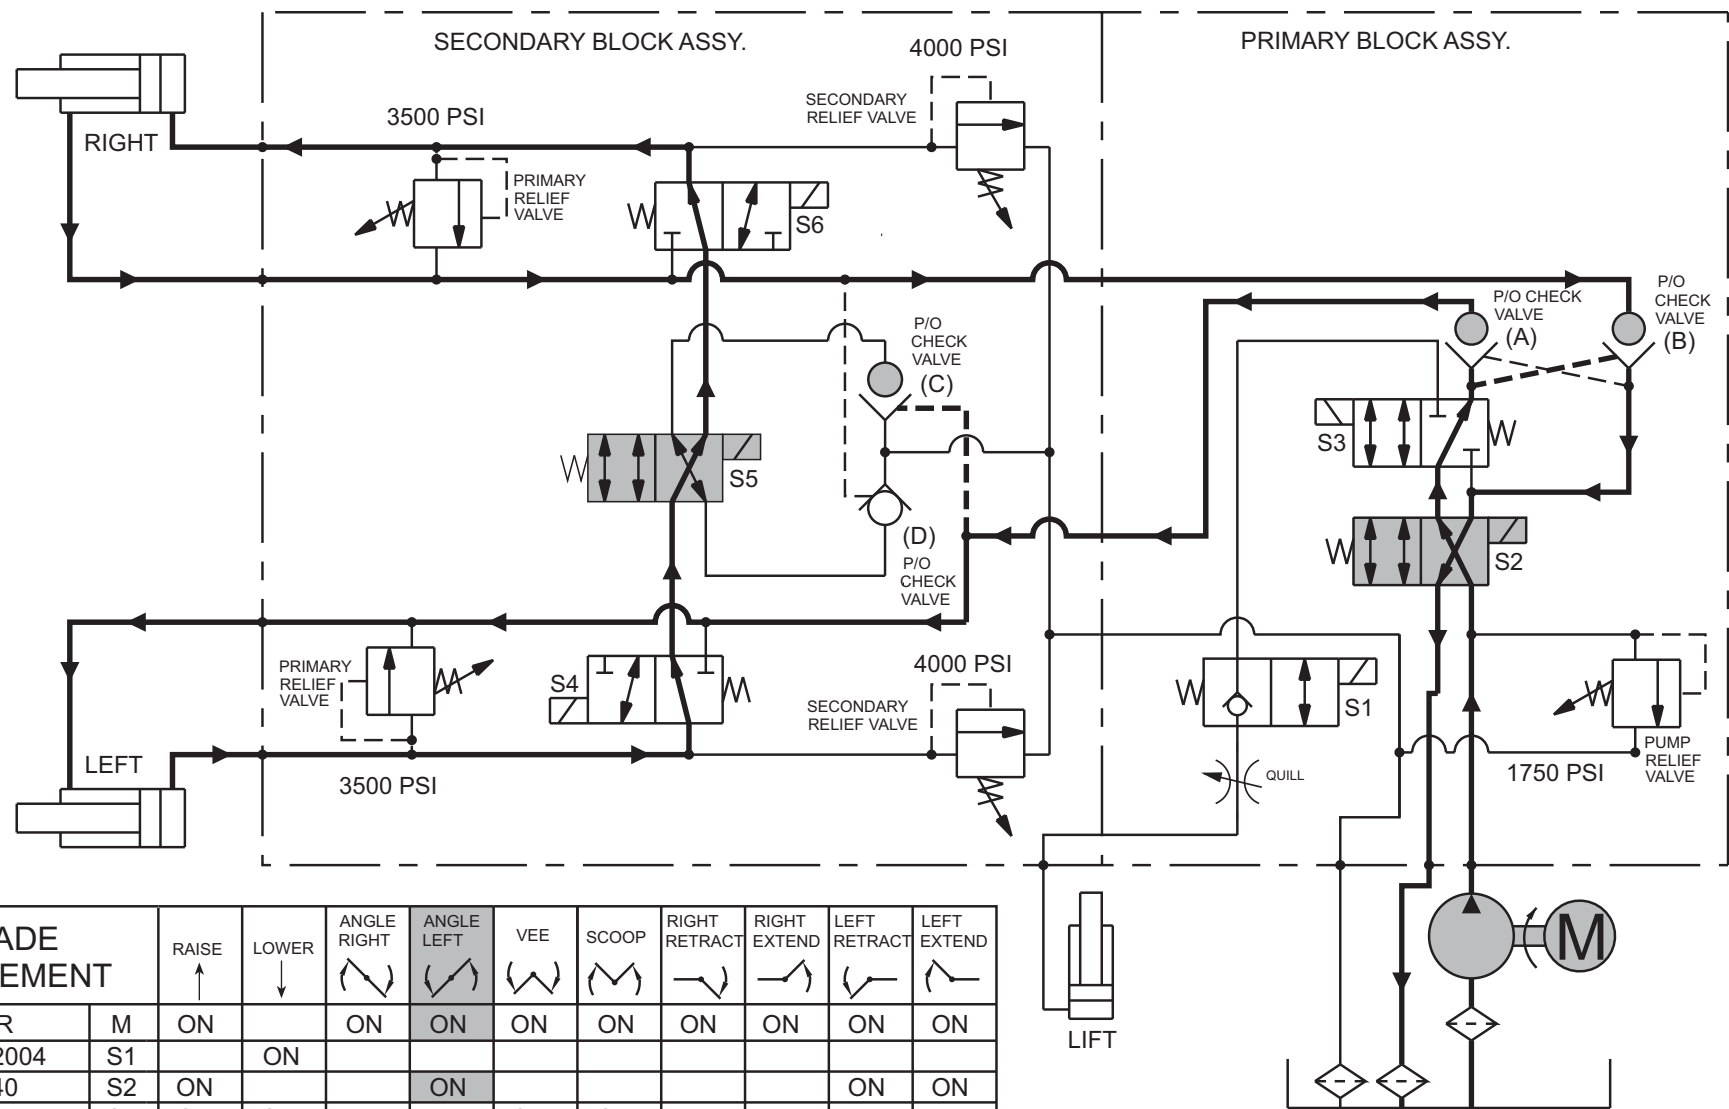 SECONDARY BLOCK ASSY.
4000 PSI
PRIMARY BLOCK ASSY.
SECONDARY
RELIEF VALVE
3500 PSI
RIGHT
PRIMARY
RELIEF
VALVE
S6
P/O
CHECK
VALVE
(C)
P/O CHECK
VALVE
(A)
P/O
CHECK
VALVE
(B)
S3
S5
(D)
P/O
CHECK
VALVE
S2
PRIMARY
RELIEF
VALVE
S4
4000 PSI
SECONDARY
RELIEF VALVE
S1
LEFT
3500 PSI
QUILL
1750 PSI
PUMP
RELIEF
VALVE
M
LIFT
ADE
EMENT
RAISE
LOWER
ANGLE
RIGHT
ANGLE
LEFT
VEE
SCOOP
RIGHT
RETRACT
RIGHT
EXTEND
LEFT
RETRACT
LEFT
EXTEND
R M ON ON ON ON ON ON ON ON ON
2004 S1 ON
40 S2 ON ON ON ON